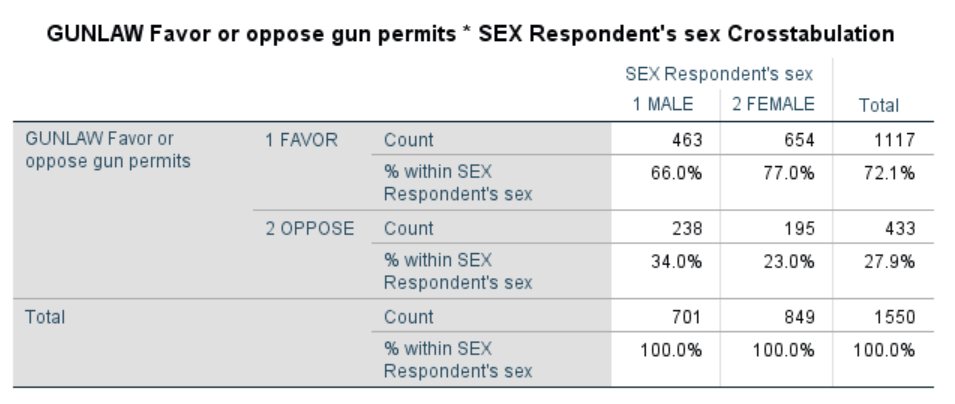 GUNLAW Favor or oppose gun permits * SEX Respondent's sex Crosstabulation
SEX Respondent's sex
1 MALE 2 FEMALE Total
GUNLAW Favor or oppose gun permits 1 FAVOR Count 463 654 1117
% within SEX Respondent's sex 66.0% 77.0% 72.1%
2 OPPOSE Count 238 195 433
% within SEX Respondent's sex 34.0% 23.0% 27.9%
Total Count 701 849 1550
% within SEX Respondent's sex 100.0% 100.0% 100.0%